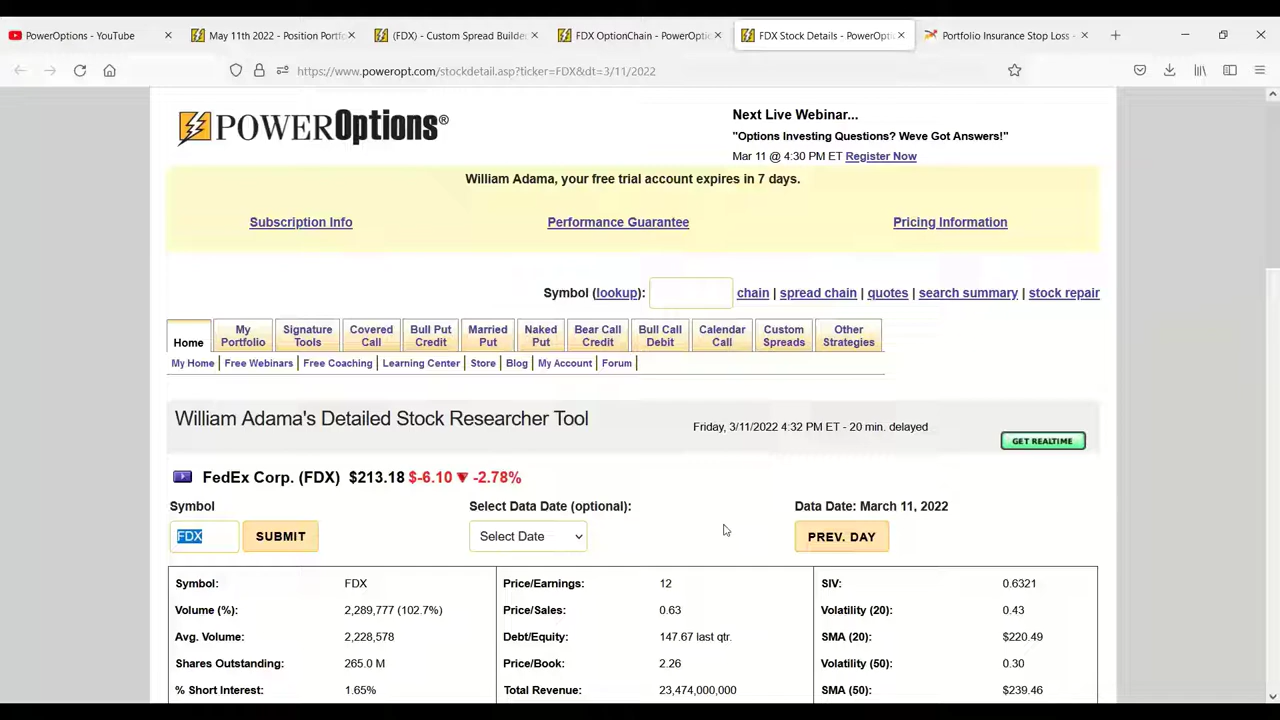 PowerOptions - YouTube
May 11th 2022 - Position Portfo
(FDX) - Custom Spread Builde
FDX OptionChain - PowerOptio
FDX Stock Details - PowerOpti
Portfolio Insurance Stop Loss -
https://www.poweropt.com/stockdetail.asp?ticker=FDX&dt=3/11/2022
POWEROptions®
Next Live Webinar...
"Options Investing Questions? Weve Got Answers!"
Mar 11 @ 4:30 PM ET Register Now
William Adama, your free trial account expires in 7 days.
Subscription Info Performance Guarantee Pricing Information
Symbol (lookup): chain | spread chain | quotes | search summary | stock repair
Home My Portfolio Signature Tools Covered Call Bull Put Credit Married Put Naked Put Bear Call Credit Bull Call Debit Calendar Call Custom Spreads Other Strategies
My Home | Free Webinars | Free Coaching | Learning Center | Store | Blog | My Account | Forum |
William Adama's Detailed Stock Researcher Tool
Friday, 3/11/2022 4:32 PM ET - 20 min. delayed
GET REALTIME
FedEx Corp. (FDX) $213.18 $-6.10 ▼ -2.78%
Symbol Select Data Date (optional): Data Date: March 11, 2022
FDX SUBMIT Select Date PREV. DAY
Symbol: FDX Price/Earnings: 12 SIV: 0.6321
Volume (%): 2,289,777 (102.7%) Price/Sales: 0.63 Volatility (20): 0.43
Avg. Volume: 2,228,578 Debt/Equity: 147.67 last qtr. SMA (20): $220.49
Shares Outstanding: 265.0 M Price/Book: 2.26 Volatility (50): 0.30
% Short Interest: 1.65% Total Revenue: 23,474,000,000 SMA (50): $239.46